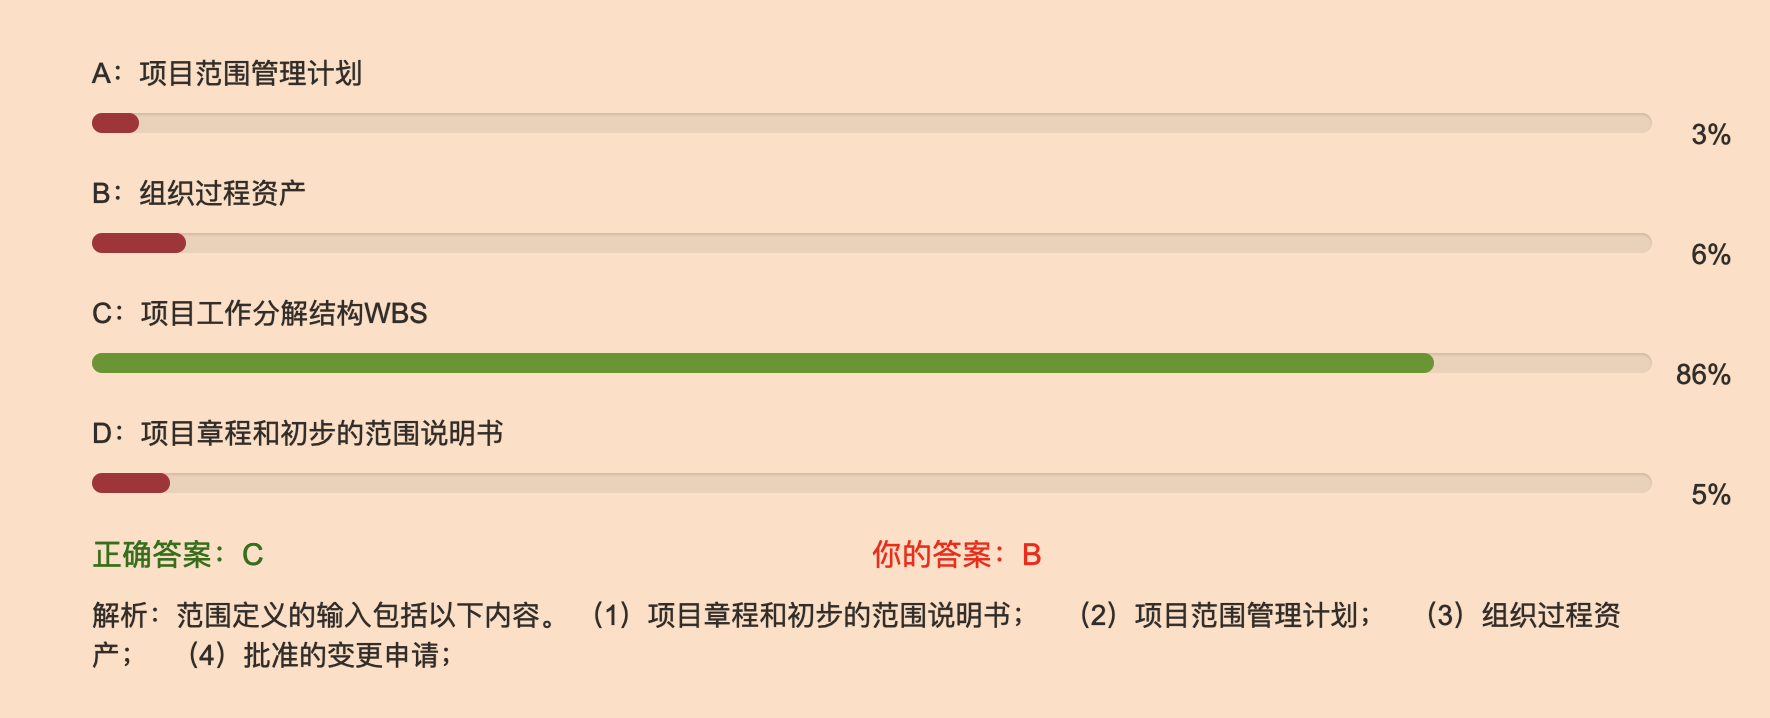 A：项目范围管理计划
3%
B：组织过程资产
6%
C：项目工作分解结构WBS
86%
D：项目章程和初步的范围说明书
5%
正确答案：C 你的答案：B
解析：范围定义的输入包括以下内容。 （1）项目章程和初步的范围说明书； （2）项目范围管理计划； （3）组织过程资
产； （4）批准的变更申请；